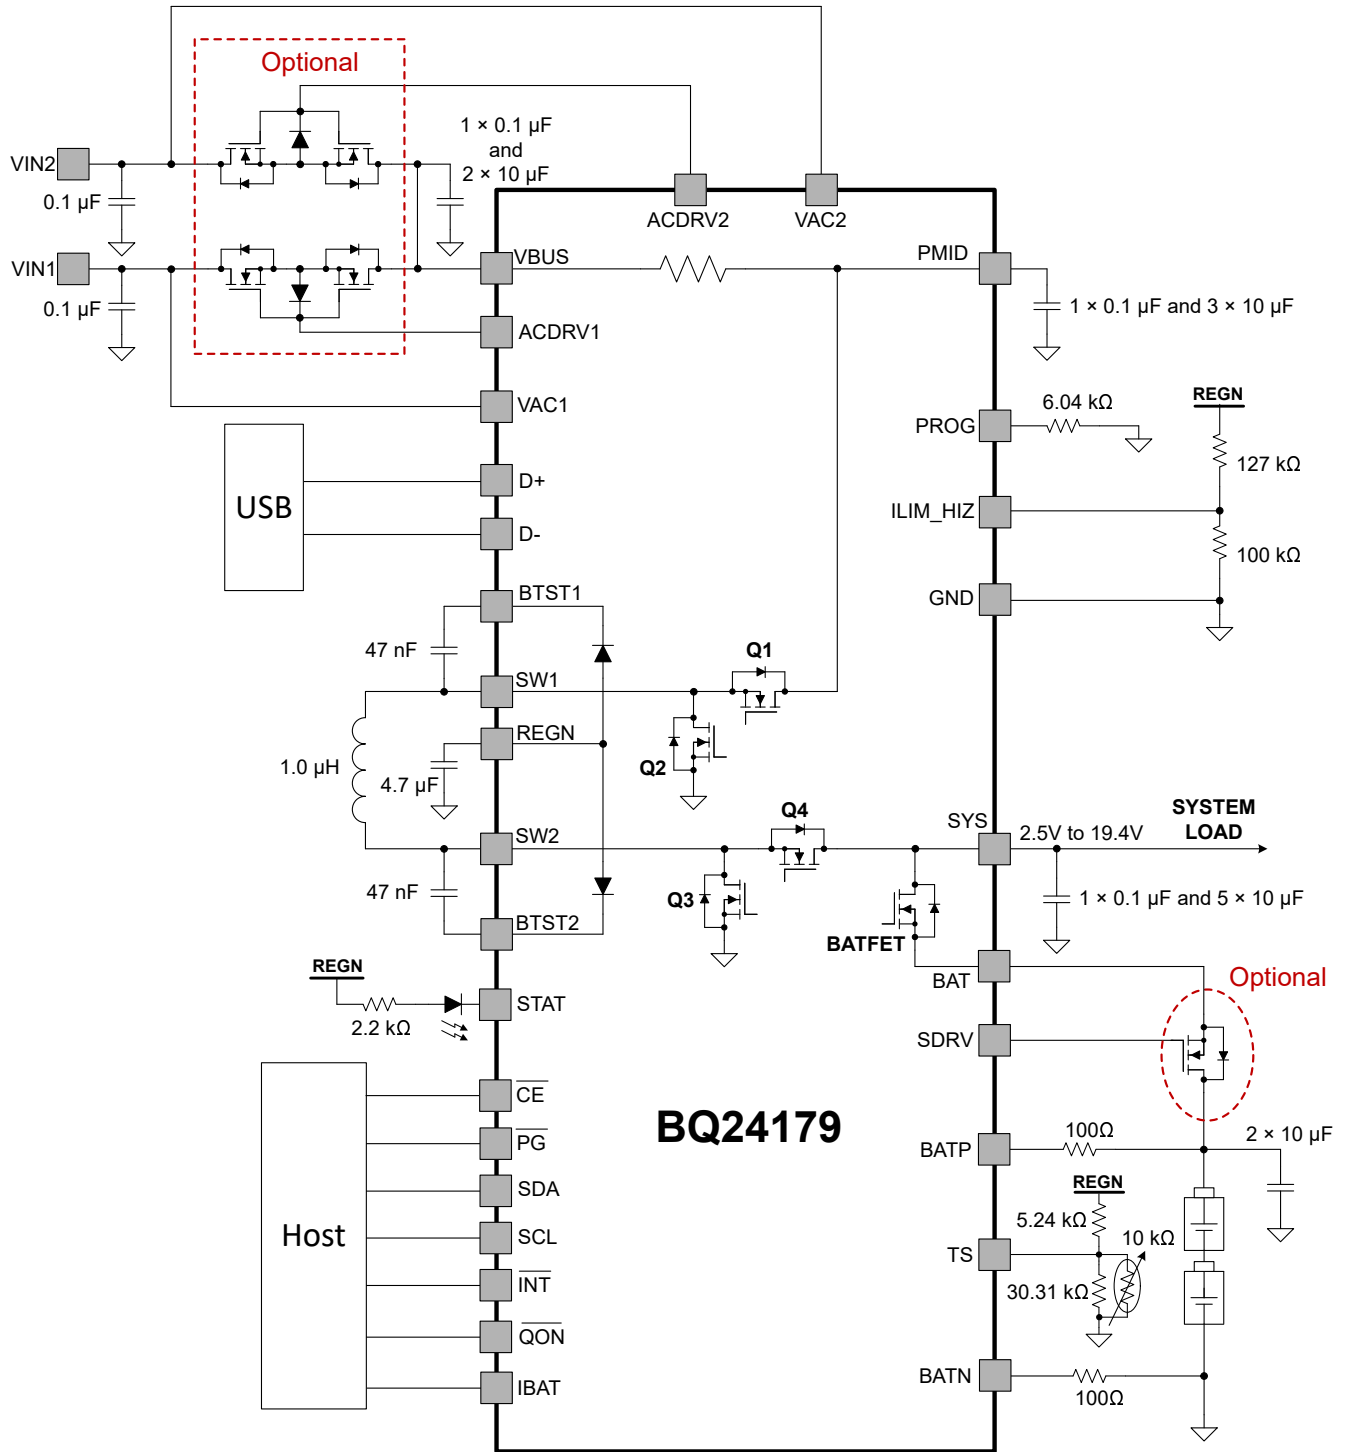 Optional
1 × 0.1 µF
and
2 × 10 µF
VIN2
0.1 µF
ACDRV2
VAC2
VIN1
0.1 µF
VBUS
PMID
1 × 0.1 µF and 3 × 10 µF
ACDRV1
VAC1
PROG
6.04 kΩ
REGN
127 kΩ
USB
D+
D-
ILIM_HIZ
100 kΩ
GND
BTST1
47 nF
SW1
Q1
REGN
Q2
1.0 µH
4.7 µF
SW2
Q4
SYS
2.5V to 19.4V
SYSTEM
LOAD
47 nF
Q3
1 × 0.1 µF and 5 × 10 µF
BTST2
BATFET
BAT
Optional
REGN
2.2 kΩ
STAT
SDRV
Host
CE
PG
SDA
SCL
INT
QON
IBAT
BQ24179
BATP
100Ω
2 × 10 µF
REGN
5.24 kΩ
TS
10 kΩ
30.31 kΩ
BATN
100Ω